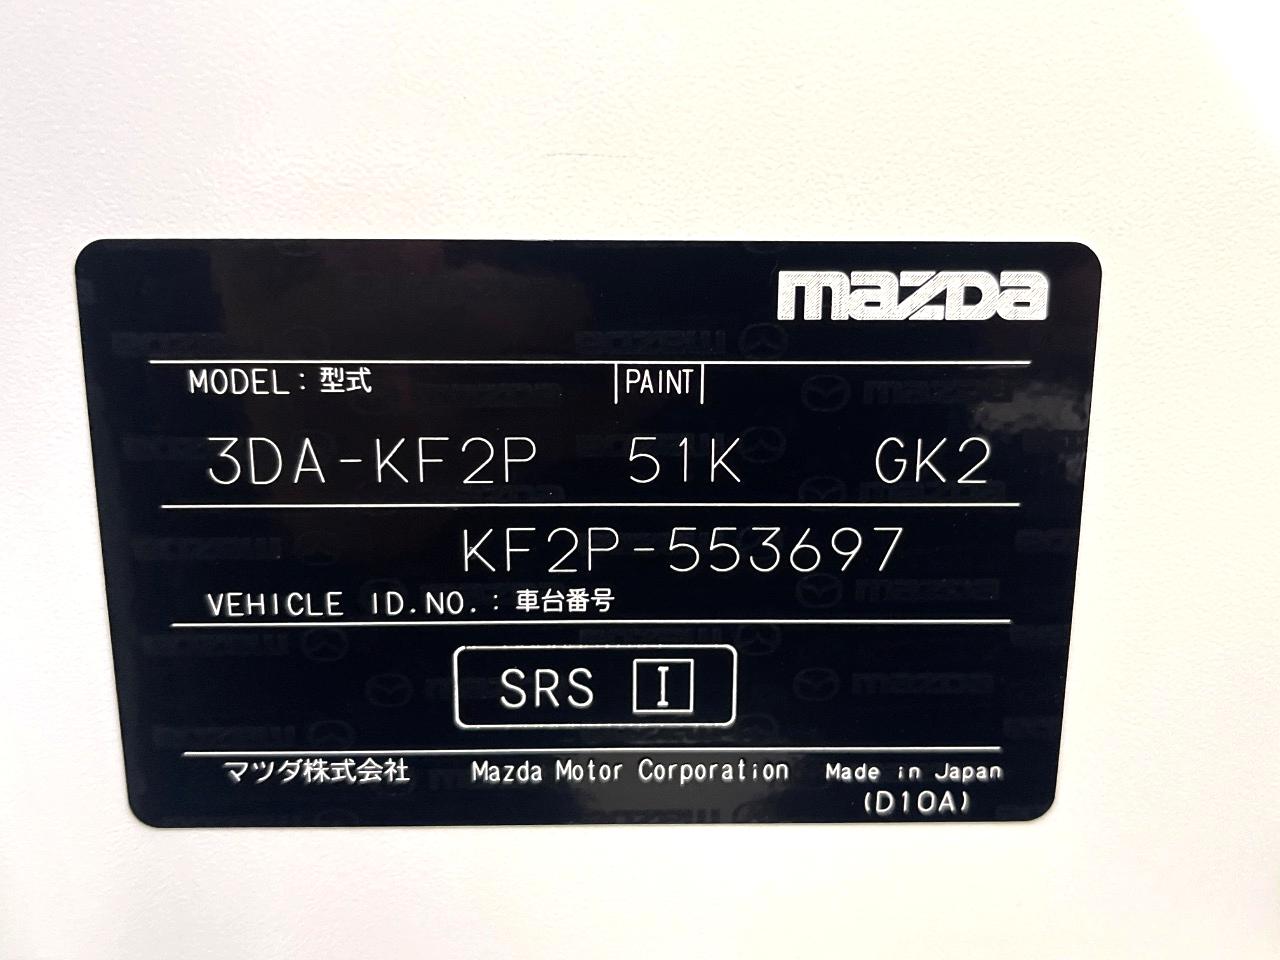 mazda
MODEL: 型式 PAINT
3DA-KF2P 51K GK2
KF2P-553697
VEHICLE ID.NO.: 車台番号
SRS I
マツダ株式会社 Mazda Motor Corporation Made in Japan
(D10A)